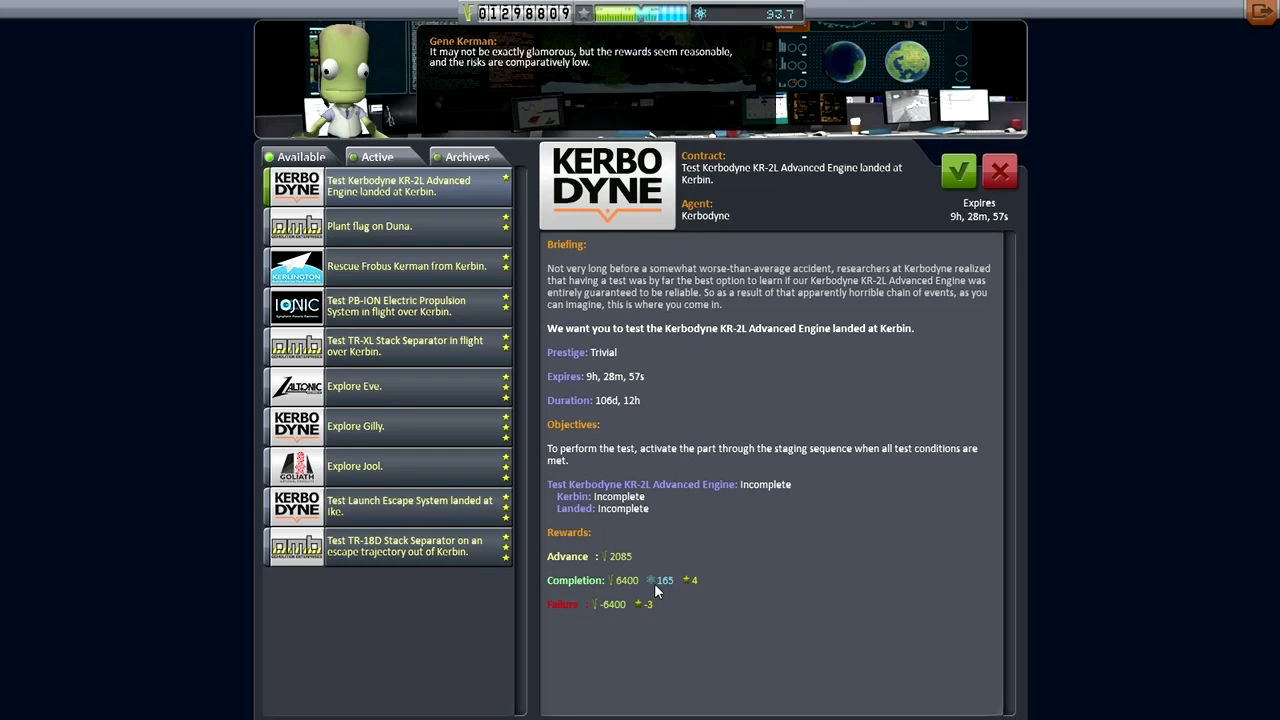 01298809
93.7
Gene Kerman:
It may not be exactly glamorous, but the rewards seem reasonable,
and the risks are comparatively low.
Available
Active
Archives
KERBO
DYNE
Test Kerbodyne KR-2L Advanced
Engine landed at Kerbin.
Plant flag on Duna.
KERLINGTON
Rescue Frobus Kerman from Kerbin.
IONIC
Test PB-ION Electric Propulsion
System in flight over Kerbin.
Test TR-XL Stack Separator in flight
over Kerbin.
Explore Eve.
KERBO
DYNE
Explore Gilly.
GOLIATH
Explore Jool.
KERBO
DYNE
Test Launch Escape System landed at
Ike.
Test TR-18D Stack Separator on an
escape trajectory out of Kerbin.
KERBO
DYNE
Contract:
Test Kerbodyne KR-2L Advanced Engine landed at
Kerbin.
Agent:
Kerbodyne
Expires
9h, 28m, 57s
Briefing:
Not very long before a somewhat worse-than-average accident, researchers at Kerbodyne realized
that having a test was by far the best option to learn if our Kerbodyne KR-2L Advanced Engine was
entirely guaranteed to be reliable. So as a result of that apparently horrible chain of events, as you
can imagine, this is where you come in.
We want you to test the Kerbodyne KR-2L Advanced Engine landed at Kerbin.
Prestige: Trivial
Expires: 9h, 28m, 57s
Duration: 106d, 12h
Objectives:
To perform the test, activate the part through the staging sequence when all test conditions are
met.
Test Kerbodyne KR-2L Advanced Engine: Incomplete
Kerbin: Incomplete
Landed: Incomplete
Rewards:
Advance : 2085
Completion: 6400 165 4
Failure : -6400 -3